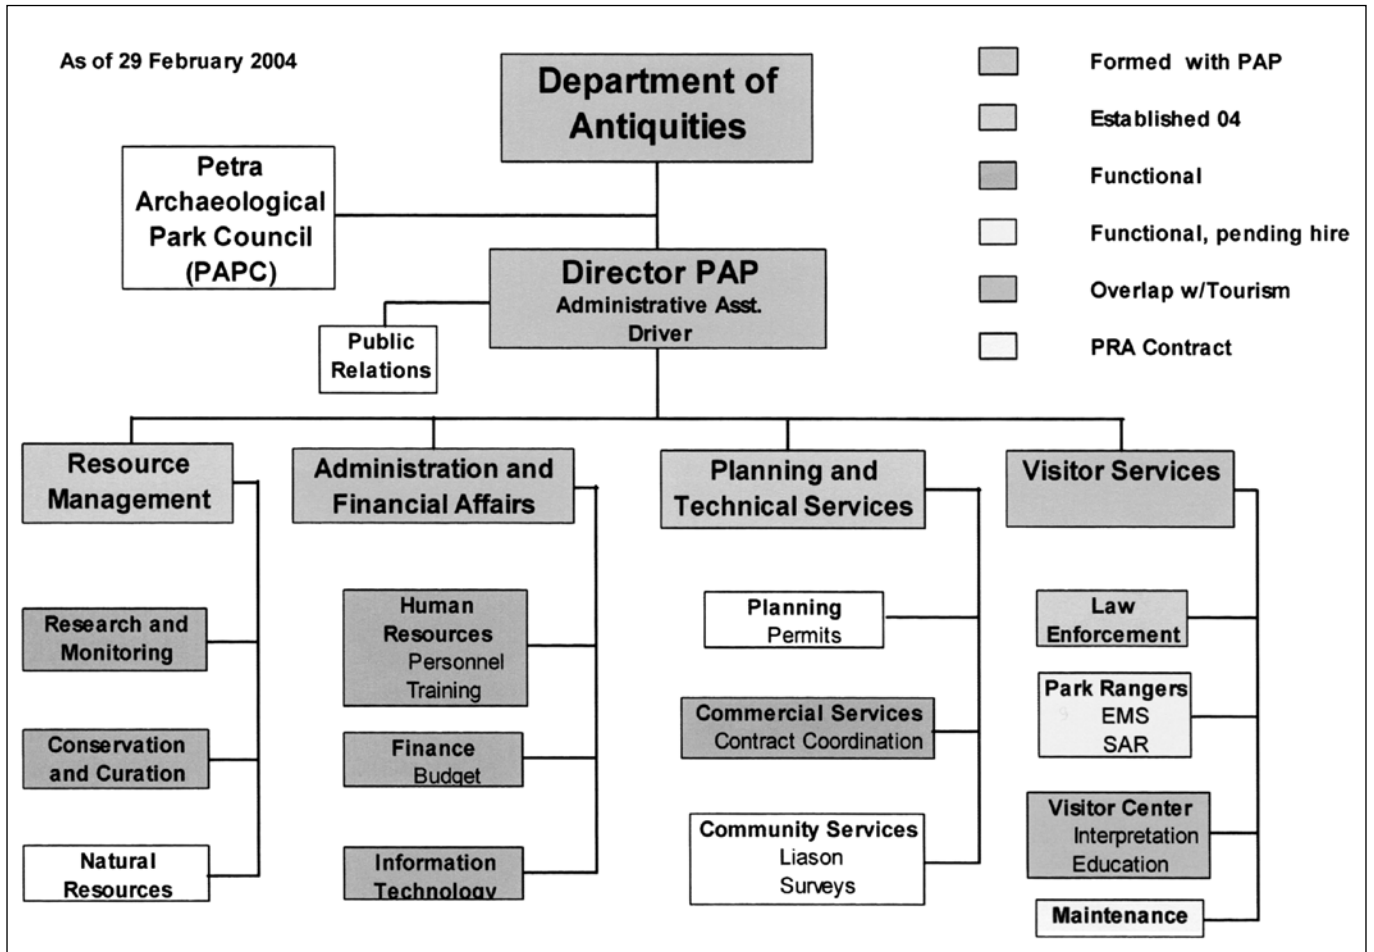 As of 29 February 2004
Department of
Antiquities
Formed with PAP
Established 04
Functional
Functional, pending hire
Overlap w/Tourism
PRA Contract
Petra
Archaeological
Park Council
(PAPC)
Director PAP
Administrative Asst.
Driver
Public
Relations
Resource
Management
Research and
Monitoring
Conservation
and Curation
Natural
Resources
Administration and
Financial Affairs
Human
Resources
Personnel
Training
Finance
Budget
Information
Technology
Planning and
Technical Services
Planning
Permits
Commercial Services
Contract Coordination
Community Services
Liason
Surveys
Visitor Services
Law
Enforcement
Park Rangers
EMS
SAR
Visitor Center
Interpretation
Education
Maintenance